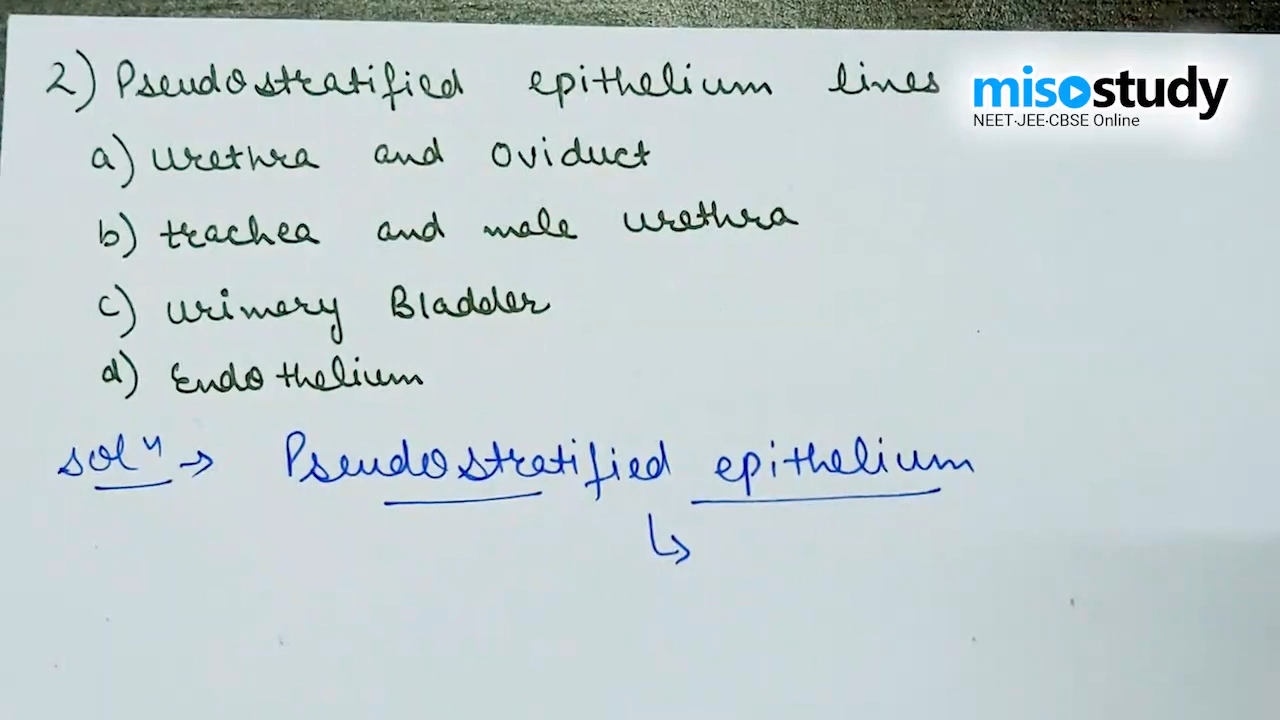 2) Pseudostratified epithelium lines
misostudy
NEET·JEE·CBSE Online
a) urethra and oviduct
b) trachea and male urethra
c) urinary Bladder
d) Endothelium
solⁿ → Pseudostratified epithelium
↳